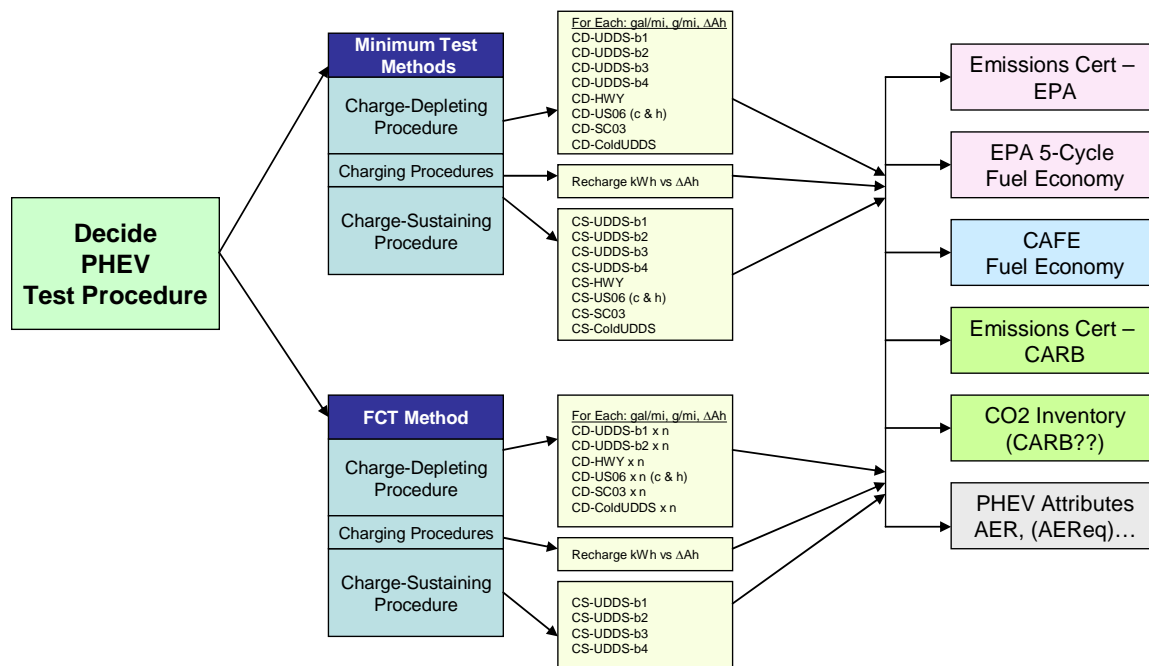 Decide
PHEV
Test Procedure
Minimum Test
Methods
Charge-Depleting
Procedure
Charging Procedures
Charge-Sustaining
Procedure
For Each: gal/mi, g/mi, ΔAh
CD-UDDS-b1
CD-UDDS-b2
CD-UDDS-b3
CD-UDDS-b4
CD-HWY
CD-US06 (c & h)
CD-SC03
CD-ColdUDDS
Recharge kWh vs ΔAh
CS-UDDS-b1
CS-UDDS-b2
CS-UDDS-b3
CS-UDDS-b4
CS-HWY
CS-US06 (c & h)
CS-SC03
CS-ColdUDDS
FCT Method
Charge-Depleting
Procedure
Charging Procedures
Charge-Sustaining
Procedure
For Each: gal/mi, g/mi, ΔAh
CD-UDDS-b1 x n
CD-UDDS-b2 x n
CD-HWY x n
CD-US06 x n (c & h)
CD-SC03 x n
CD-ColdUDDS x n
Recharge kWh vs ΔAh
CS-UDDS-b1
CS-UDDS-b2
CS-UDDS-b3
CS-UDDS-b4
Emissions Cert –
EPA
EPA 5-Cycle
Fuel Economy
CAFE
Fuel Economy
Emissions Cert –
CARB
CO2 Inventory
(CARB??)
PHEV Attributes
AER, (AEReq)…